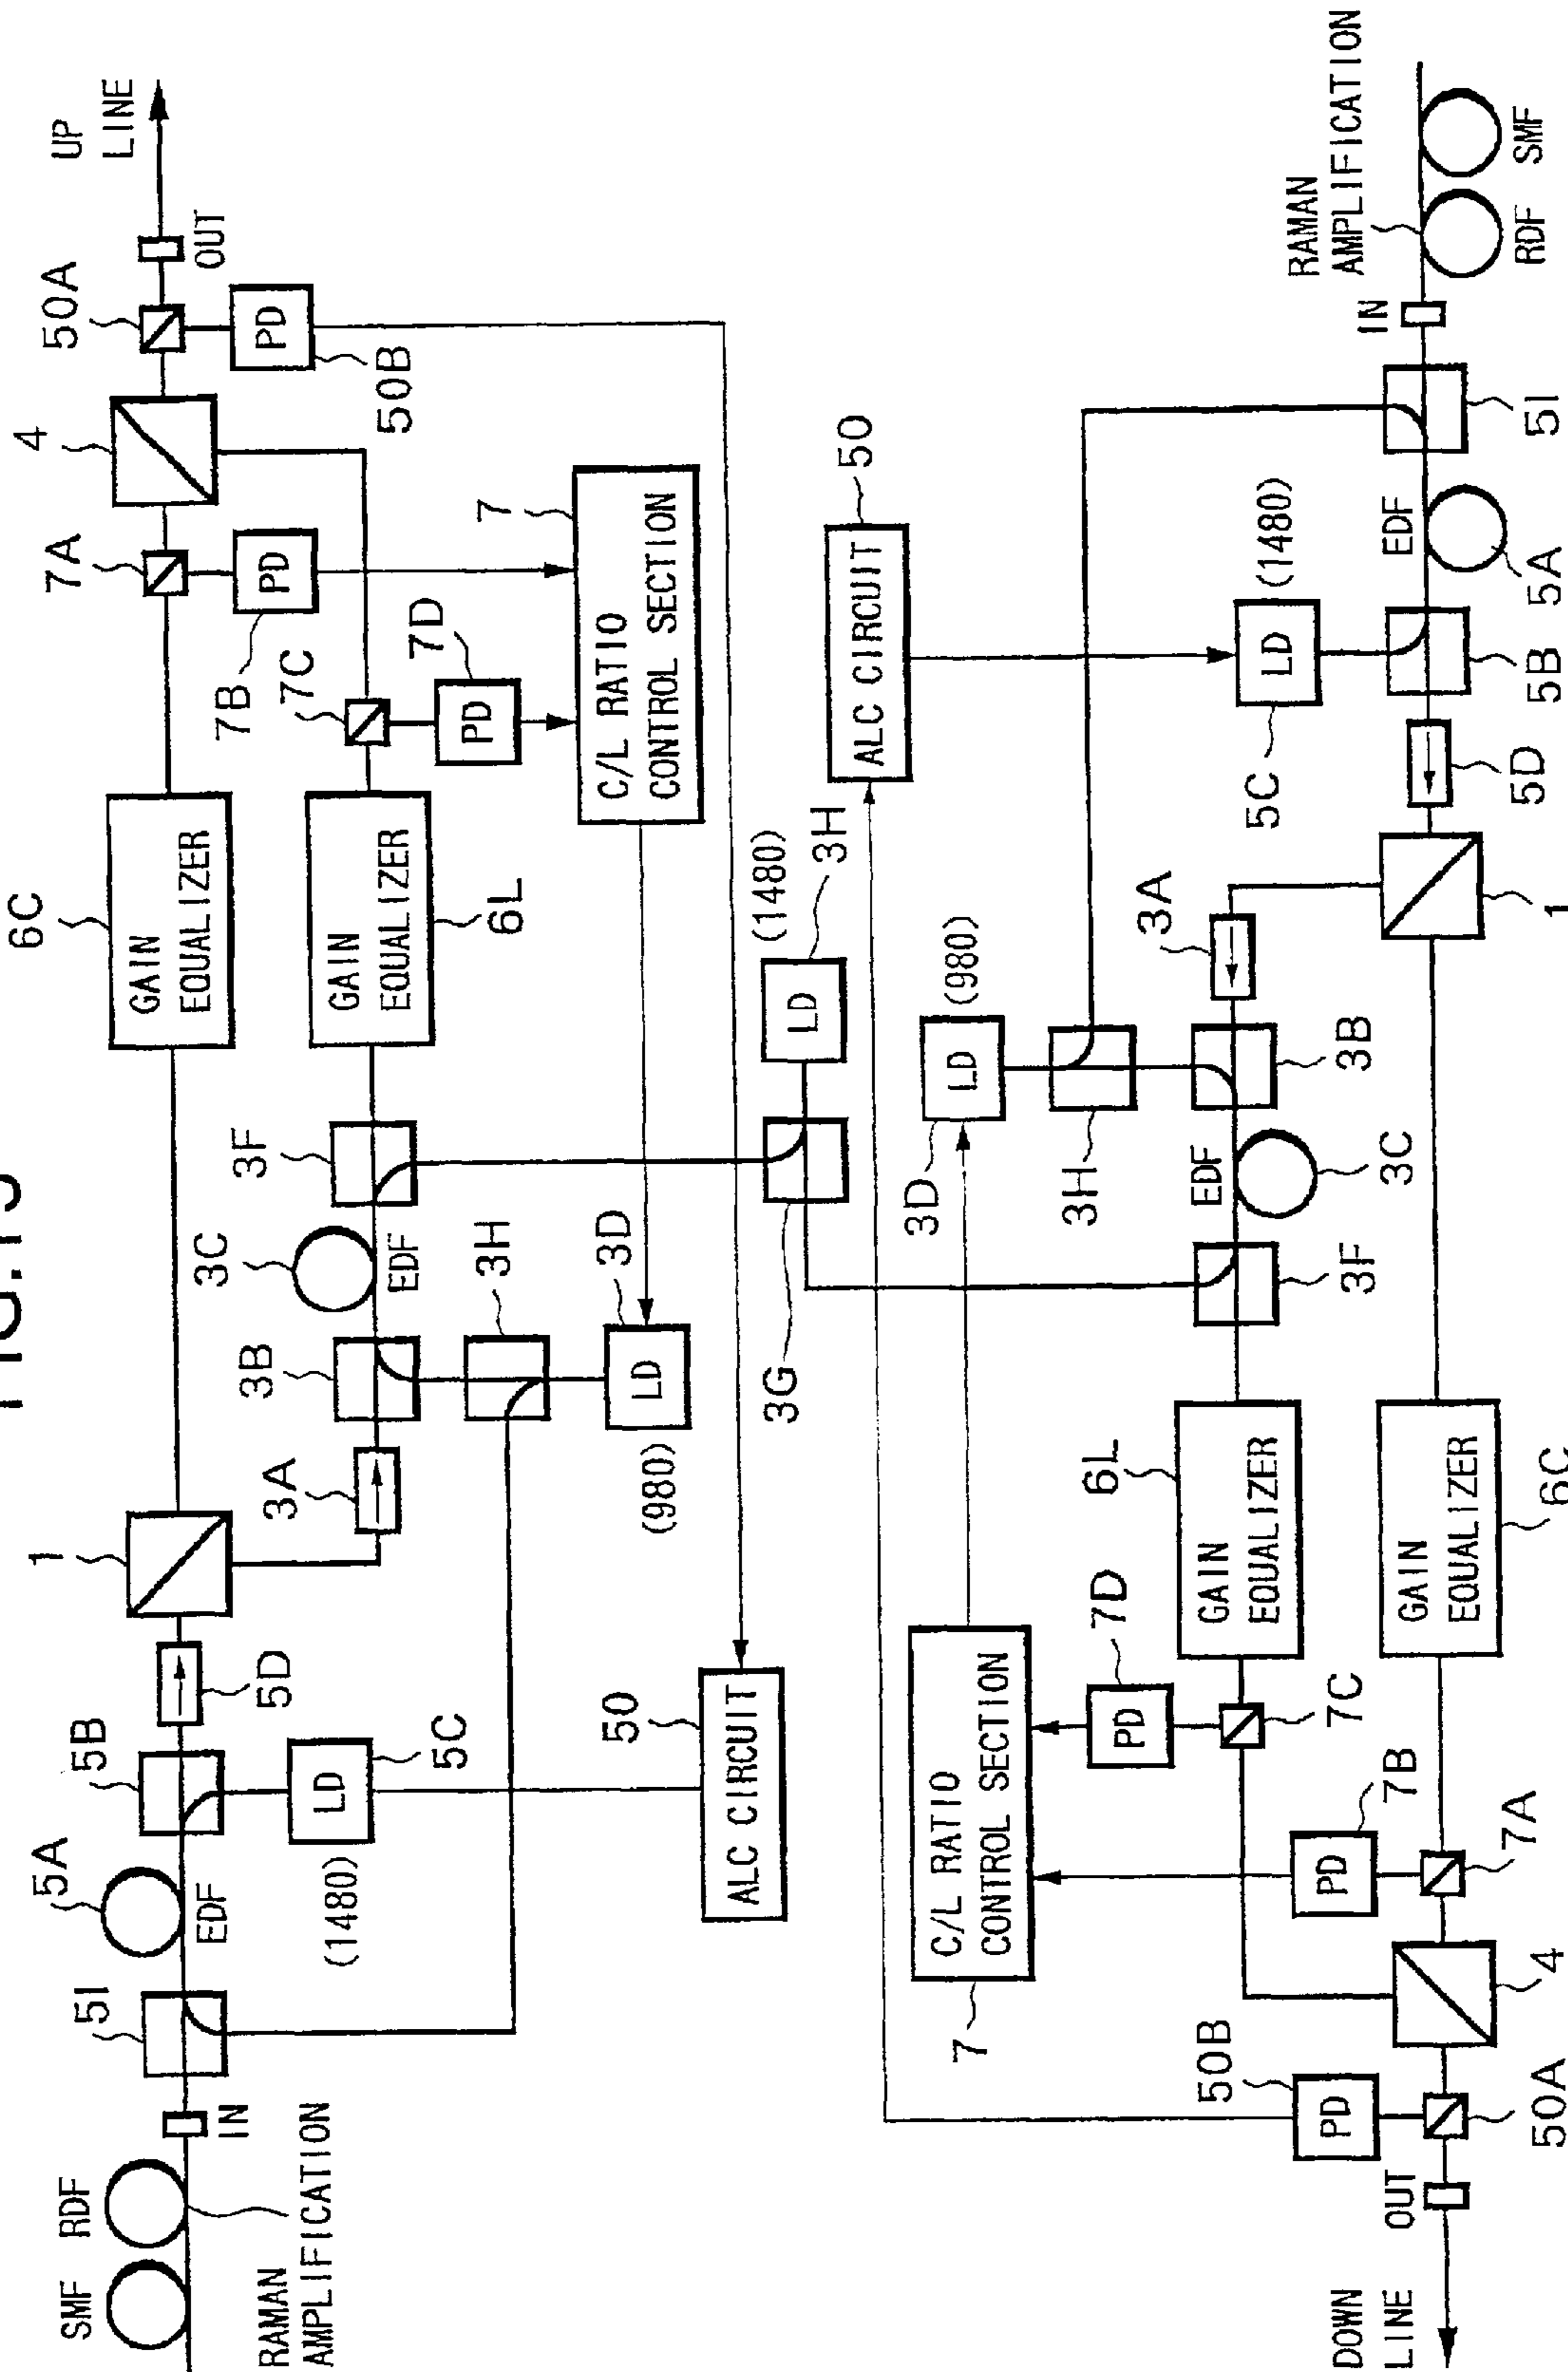 SMF
RDF
RAMAN
AMPLIFICATION
IN
5I
5A
EDF
5B
5D
LD
5C
(1480)
50
ALC CIRCUIT
1
3A
3B
3C
EDF
3F
3H
3D
LD
(980)
6C
GAIN
EQUALIZER
GAIN
EQUALIZER
6L
7A
PD
7B
7C
7D
PD
7
C/L RATIO
CONTROL SECTION
4
50A
PD
50B
OUT
UP
LINE
3G
LD
(1480)
3H
DOWN
LINE
OUT
50A
50B
PD
4
7
C/L RATIO
CONTROL SECTION
7A
PD
7B
7D
PD
7C
6L
GAIN
EQUALIZER
GAIN
EQUALIZER
6C
3F
EDF
3C
3D
LD
(980)
3H
3B
3A
1
50
ALC CIRCUIT
5C
LD
(1480)
5D
5B
EDF
5A
5I
IN
RAMAN
AMPLIFICATION
RDF
SMF